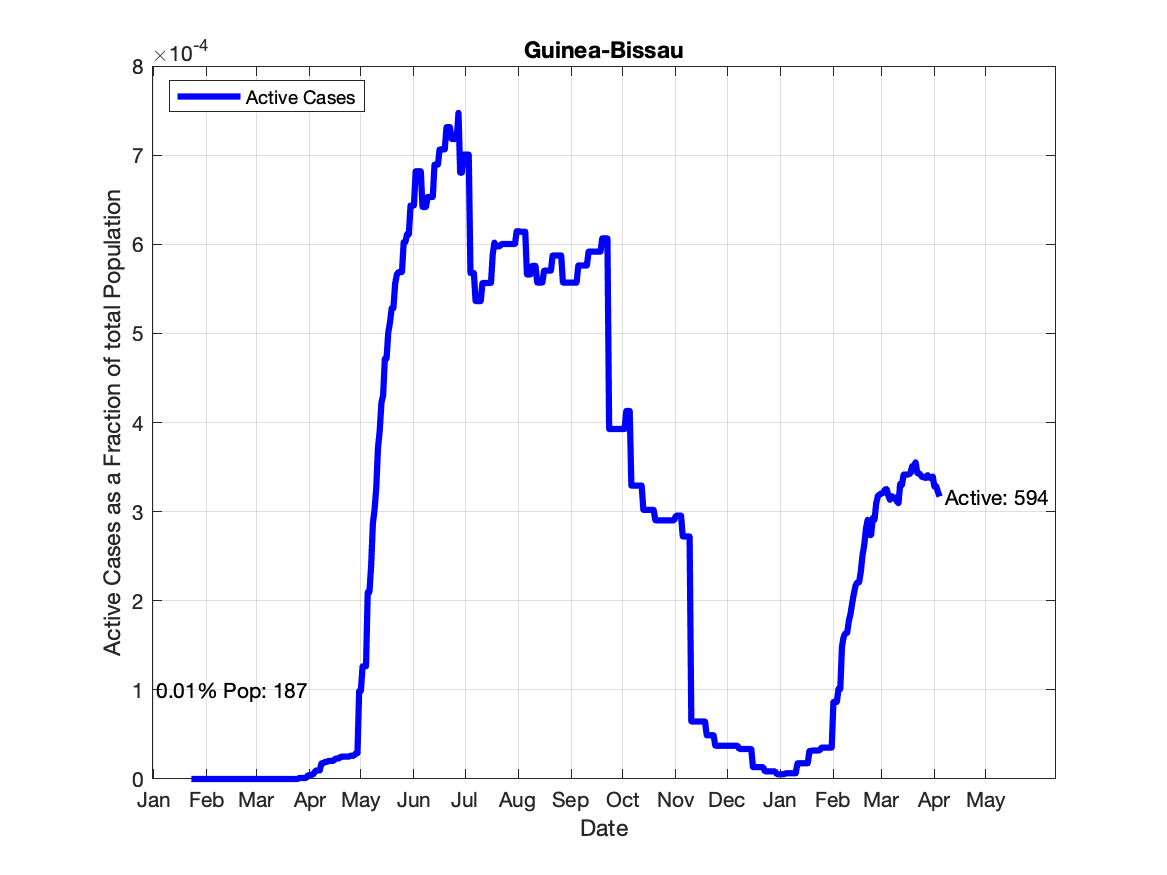 Guinea-Bissau
×10⁻⁴
Active Cases
8
7
6
5
4
3
2
1
0
Active Cases as a Fraction of total Population
0.01% Pop: 187
Active: 594
Jan Feb Mar Apr May Jun Jul Aug Sep Oct Nov Dec Jan Feb Mar Apr May
Date